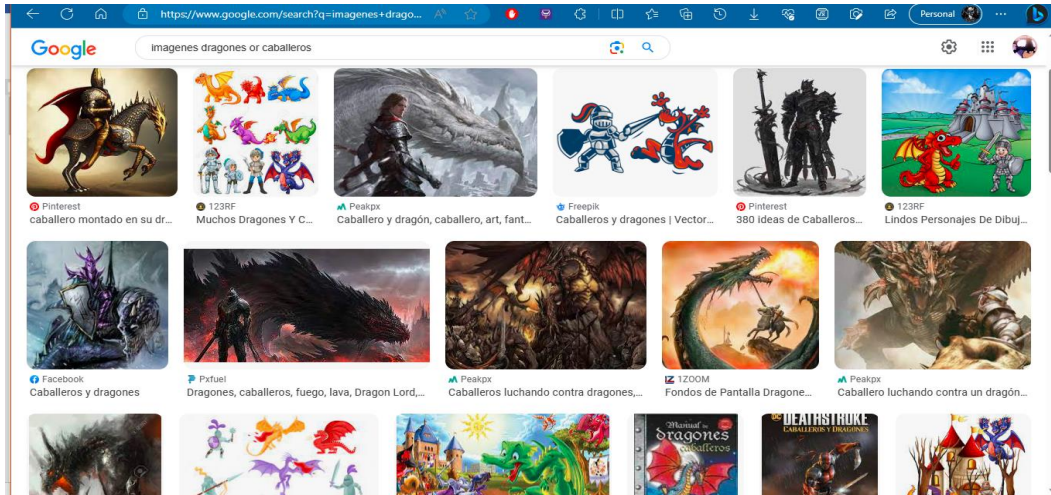 https://www.google.com/search?q=imagenes+drago...
Personal
Google
imagenes dragones or caballeros
Pinterest
caballero montado en su dr...
123RF
Muchos Dragones Y C...
Peakpx
Caballero y dragón, caballero, art, fant...
Freepik
Caballeros y dragones | Vector...
Pinterest
380 ideas de Caballeros...
123RF
Lindos Personajes De Dibuj...
Facebook
Caballeros y dragones
Pxfuel
Dragones, caballeros, fuego, lava, Dragon Lord,...
Peakpx
Caballeros luchando contra dragones,...
1ZOOM
Fondos de Pantalla Dragone...
Peakpx
Caballero luchando contra un dragón...
Manual de
dragones
caballeros
DC DEATHSTROKE
CABALLEROS Y DRAGONES